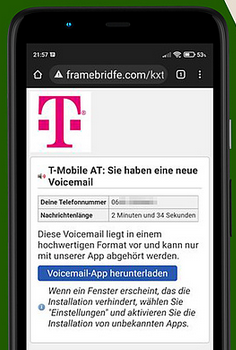 21:57
53%
framebridfe.com/kxt
T
T-Mobile AT: Sie haben eine neue
Voicemail
Deine Telefonnummer 06
Nachrichtenlänge 2 Minuten und 34 Sekunden
Diese Voicemail liegt in einem
hochwertigen Format vor und kann nur
mit unserer App abgehört werden.
Voicemail-App herunterladen
Wenn ein Fenster erscheint, das die
Installation verhindert, wählen Sie
"Einstellungen" und aktivieren Sie die
Installation von unbekannten Apps.